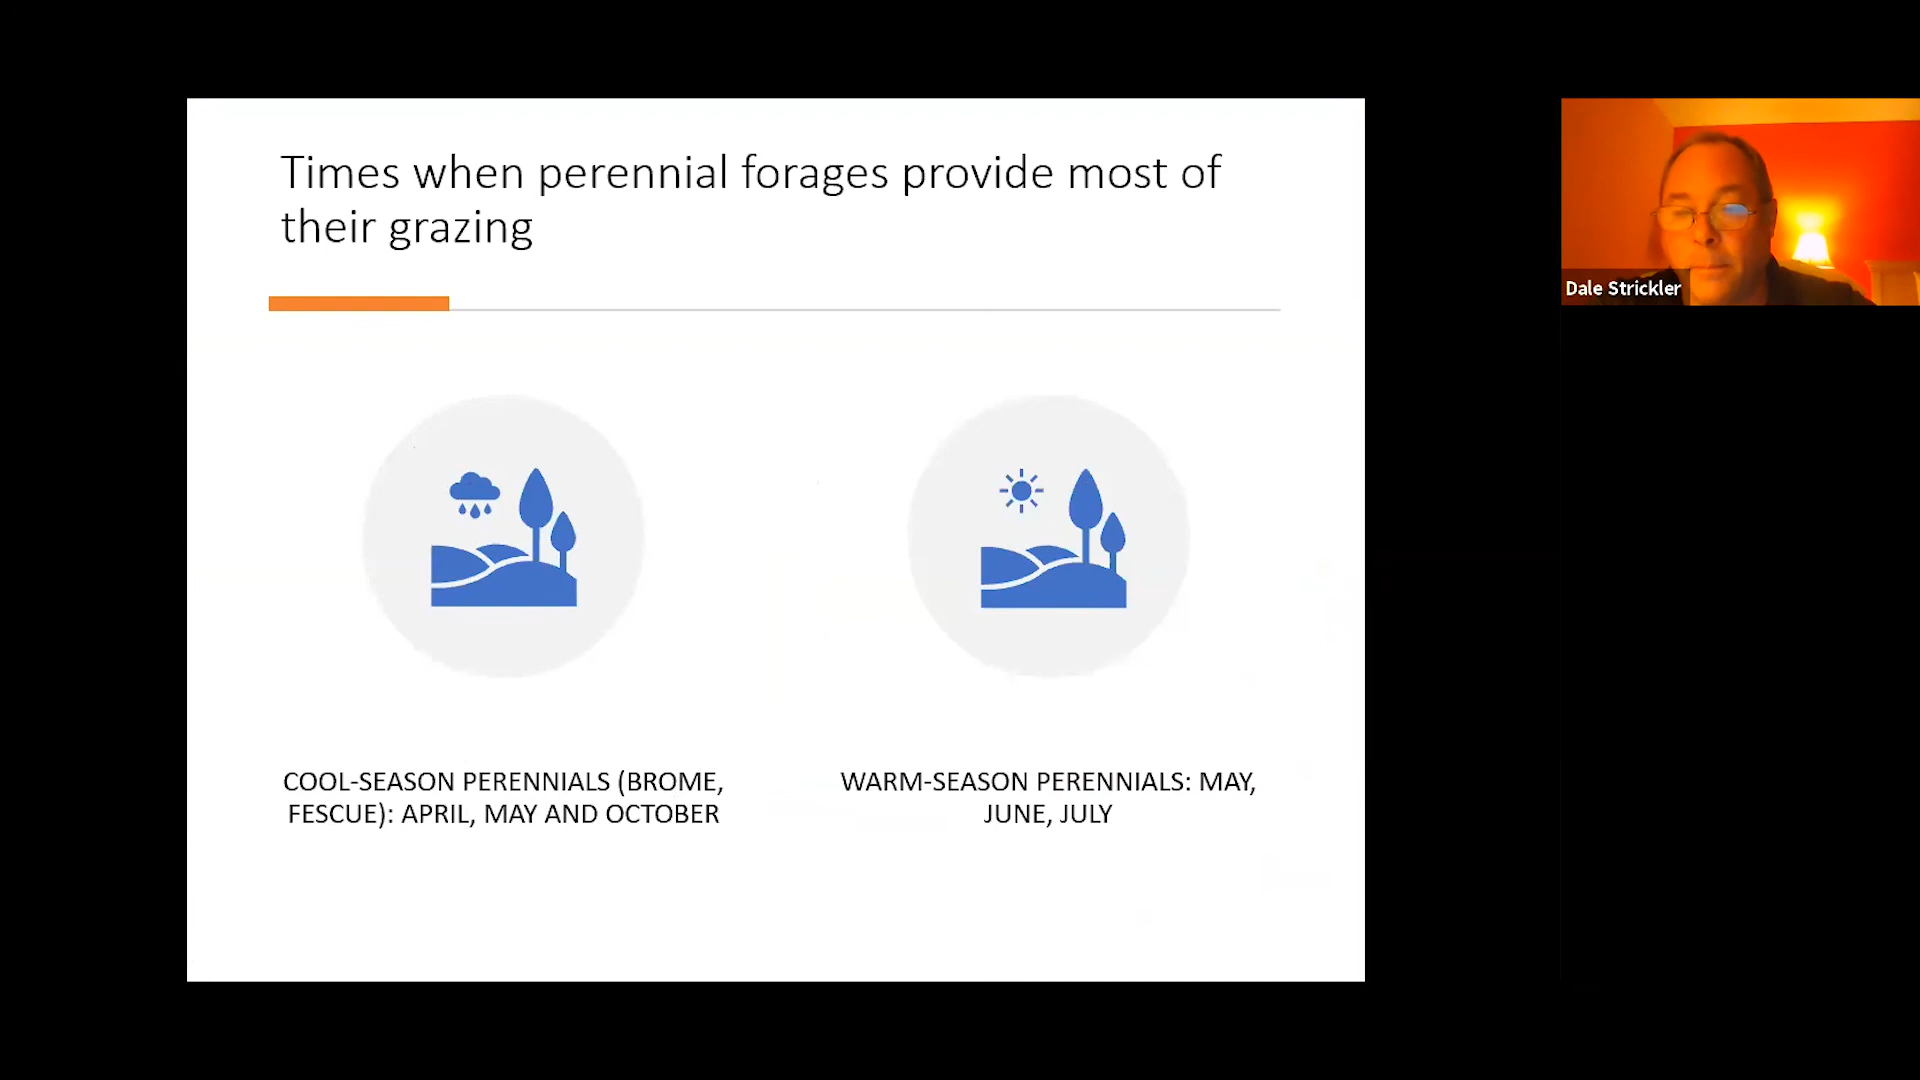 Times when perennial forages provide most of
their grazing
COOL-SEASON PERENNIALS (BROME,
FESCUE): APRIL, MAY AND OCTOBER
WARM-SEASON PERENNIALS: MAY,
JUNE, JULY
Dale Strickler